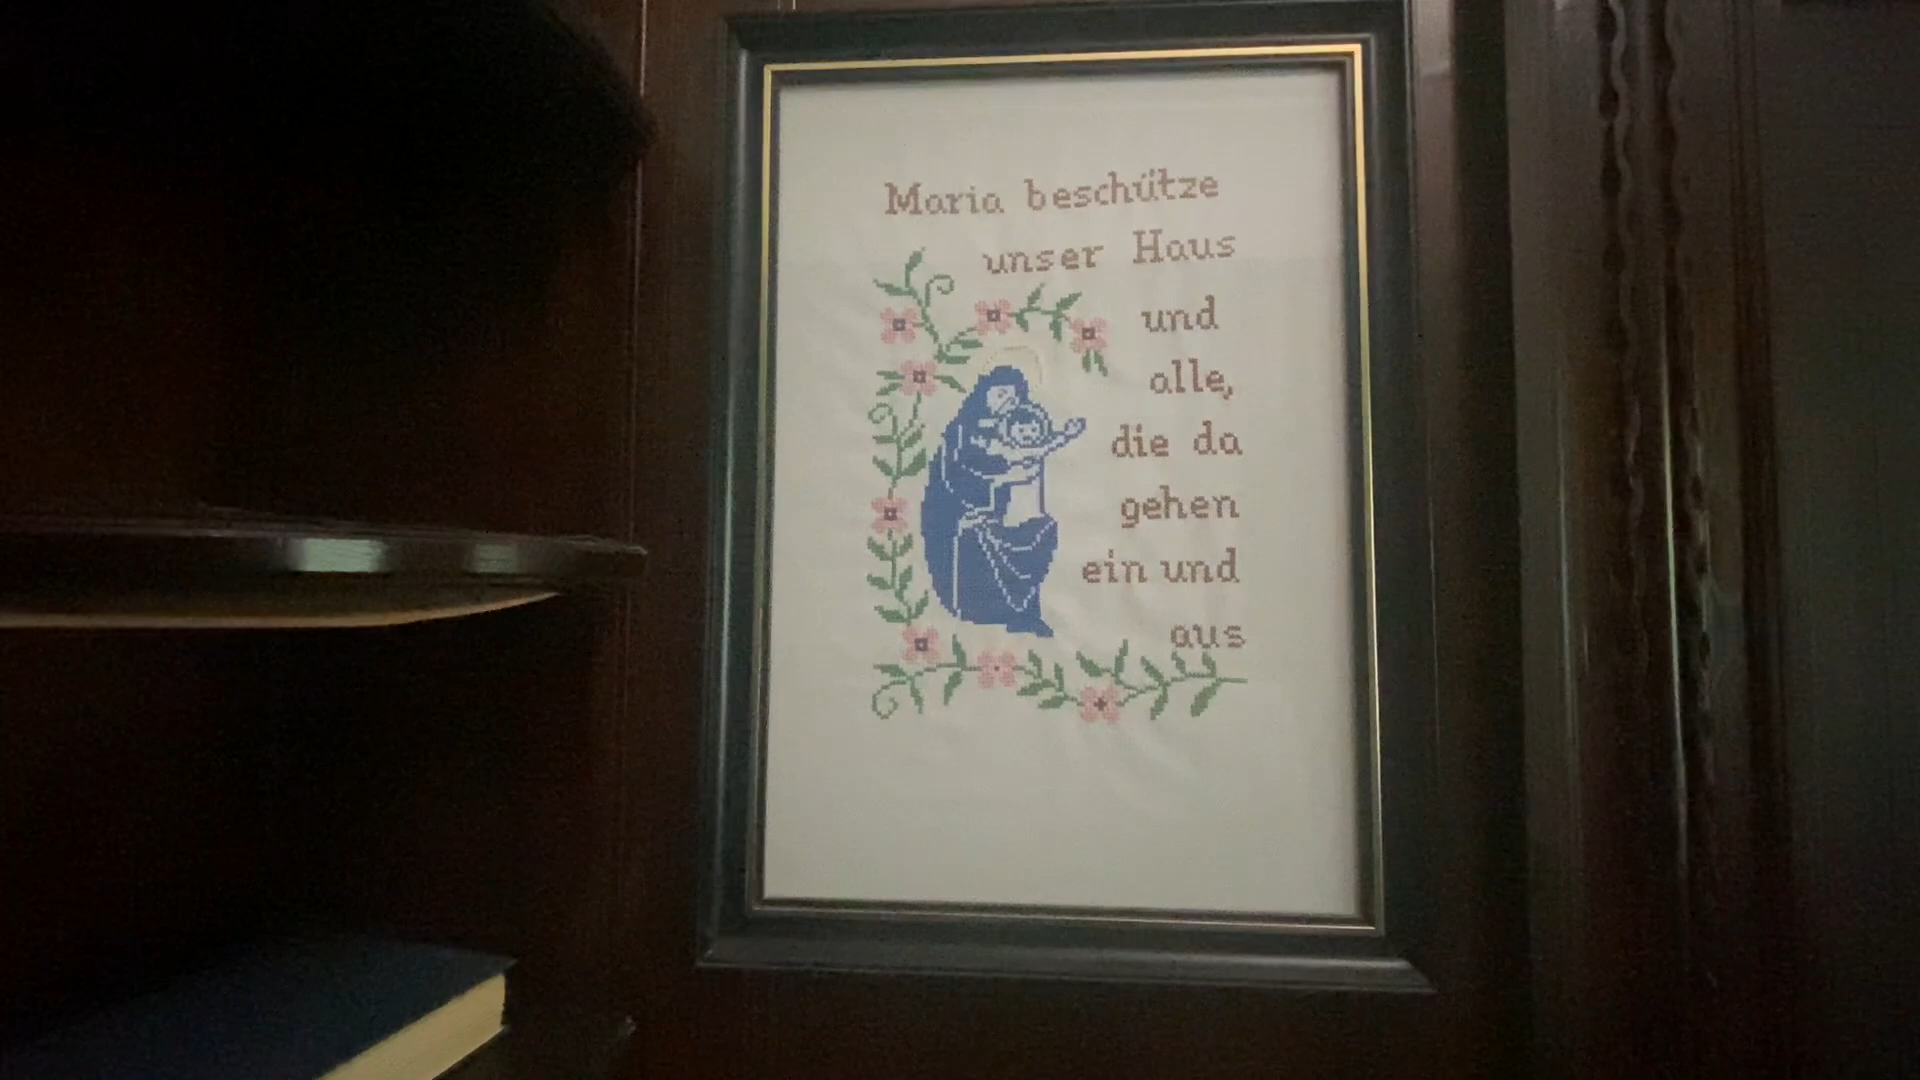 Maria beschütze
unser Haus
und
alle,
die da
gehen
ein und
aus